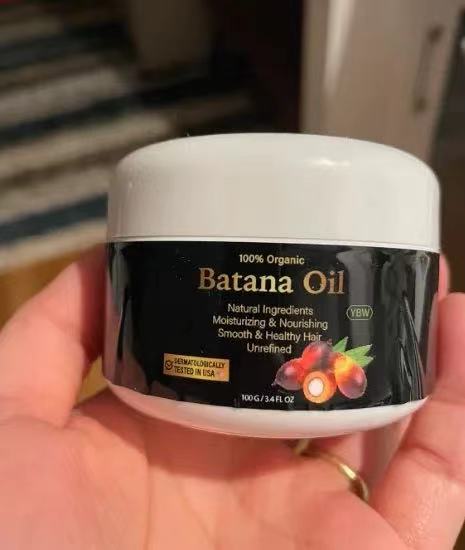 100% Organic
Batana Oil
Natural Ingredients
YBW
Moisturizing & Nourishing
Smooth & Healthy Hair
Unrefined
DERMATOLOGICALLY
TESTED IN USA
100 G / 3.4 FL OZ